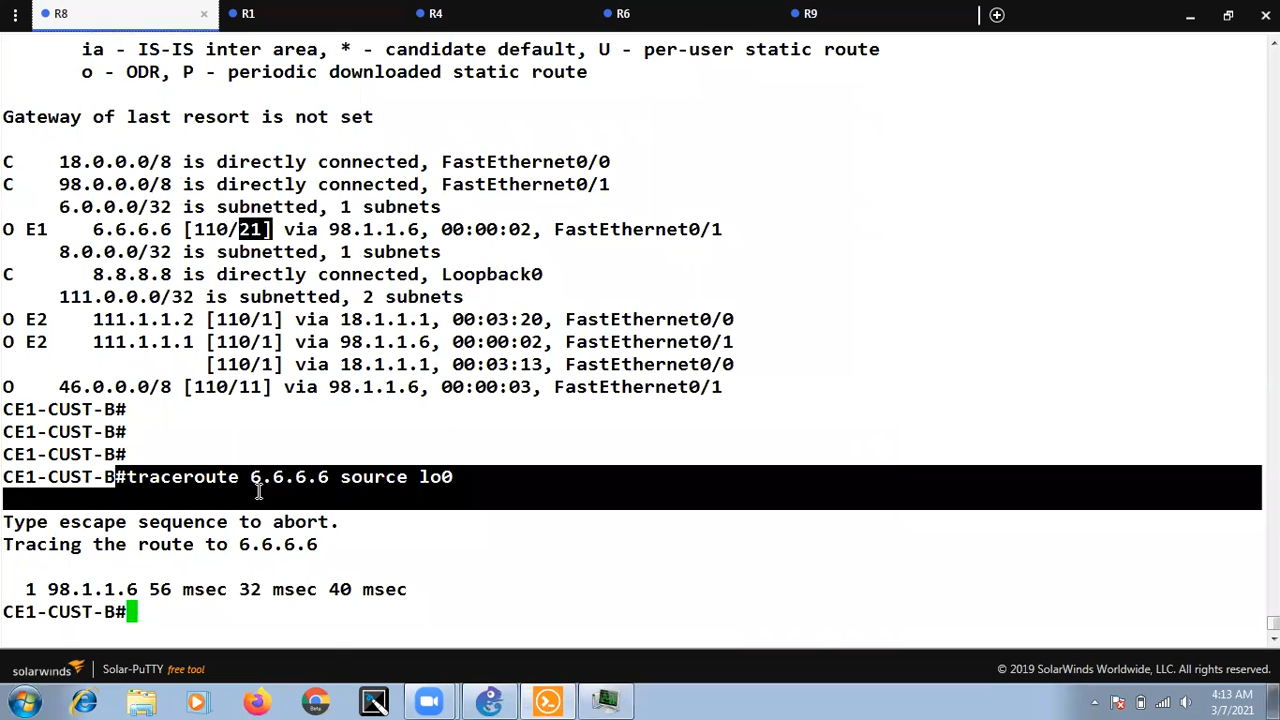 R8 × R1 R4 R6 R9
ia - IS-IS inter area, * - candidate default, U - per-user static route
o - ODR, P - periodic downloaded static route
Gateway of last resort is not set
C 18.0.0.0/8 is directly connected, FastEthernet0/0
C 98.0.0.0/8 is directly connected, FastEthernet0/1
6.0.0.0/32 is subnetted, 1 subnets
O E1 6.6.6.6 [110/21] via 98.1.1.6, 00:00:02, FastEthernet0/1
8.0.0.0/32 is subnetted, 1 subnets
C 8.8.8.8 is directly connected, Loopback0
111.0.0.0/32 is subnetted, 2 subnets
O E2 111.1.1.2 [110/1] via 18.1.1.1, 00:03:20, FastEthernet0/0
O E2 111.1.1.1 [110/1] via 98.1.1.6, 00:00:02, FastEthernet0/1
[110/1] via 18.1.1.1, 00:03:13, FastEthernet0/0
O 46.0.0.0/8 [110/11] via 98.1.1.6, 00:00:03, FastEthernet0/1
CE1-CUST-B#
CE1-CUST-B#
CE1-CUST-B#
CE1-CUST-B#traceroute 6.6.6.6 source lo0
Type escape sequence to abort.
Tracing the route to 6.6.6.6
1 98.1.1.6 56 msec 32 msec 40 msec
CE1-CUST-B#
solarwinds | Solar-PuTTY free tool © 2019 SolarWinds Worldwide, LLC. All rights reserved.
Beta
4:13 AM
3/7/2021